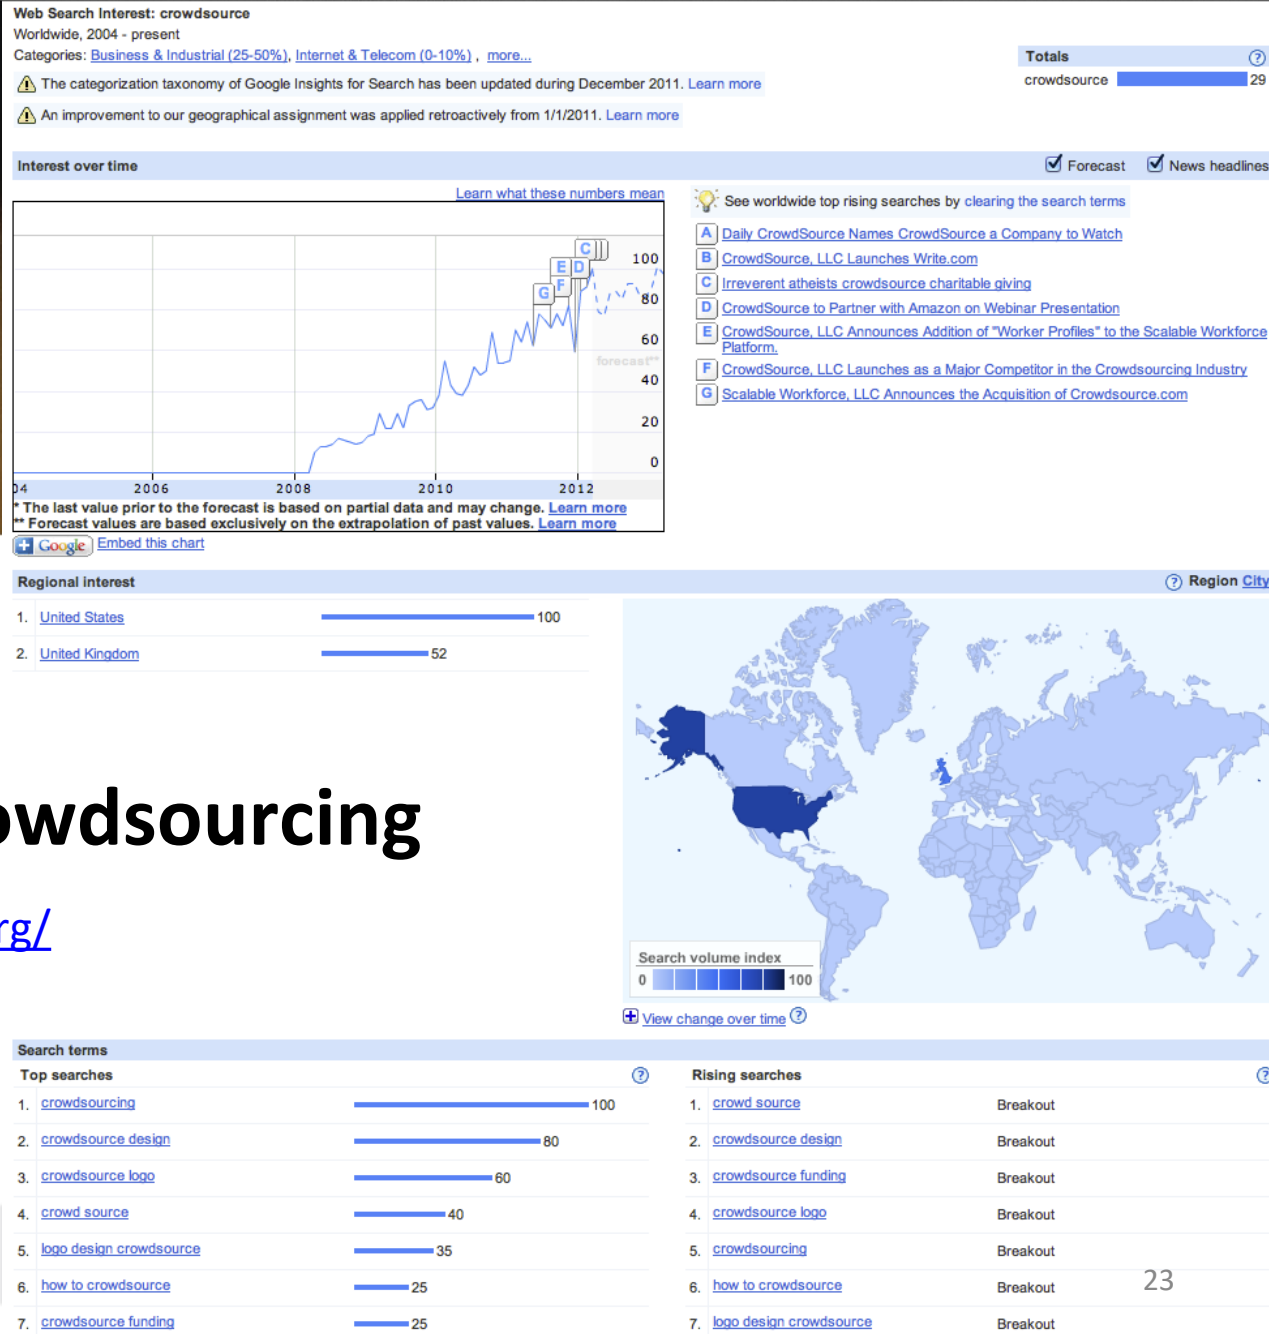 Web Search Interest: crowdsource
Worldwide, 2004 - present
Categories: Business & Industrial (25-50%), Internet & Telecom (0-10%) , more...
Totals
crowdsource 29
The categorization taxonomy of Google Insights for Search has been updated during December 2011. Learn more
An improvement to our geographical assignment was applied retroactively from 1/1/2011. Learn more
Interest over time
Forecast News headlines
Learn what these numbers mean
C
E D
F
G
100
80
60
forecast**
40
20
0
04 2006 2008 2010 2012
* The last value prior to the forecast is based on partial data and may change. Learn more
** Forecast values are based exclusively on the extrapolation of past values. Learn more
Google Embed this chart
See worldwide top rising searches by clearing the search terms
A Daily CrowdSource Names CrowdSource a Company to Watch
B CrowdSource, LLC Launches Write.com
C Irreverent atheists crowdsource charitable giving
D CrowdSource to Partner with Amazon on Webinar Presentation
E CrowdSource, LLC Announces Addition of "Worker Profiles" to the Scalable Workforce
Platform.
F CrowdSource, LLC Launches as a Major Competitor in the Crowdsourcing Industry
G Scalable Workforce, LLC Announces the Acquisition of Crowdsource.com
Regional interest
Region City
1. United States 100
2. United Kingdom 52
owdsourcing
rg/
Search volume index
0 100
View change over time
Search terms
Top searches
1. crowdsourcing 100
2. crowdsource design 80
3. crowdsource logo 60
4. crowd source 40
5. logo design crowdsource 35
6. how to crowdsource 25
7. crowdsource funding 25
Rising searches
1. crowd source Breakout
2. crowdsource design Breakout
3. crowdsource funding Breakout
4. crowdsource logo Breakout
5. crowdsourcing Breakout
6. how to crowdsource Breakout
7. logo design crowdsource Breakout
23